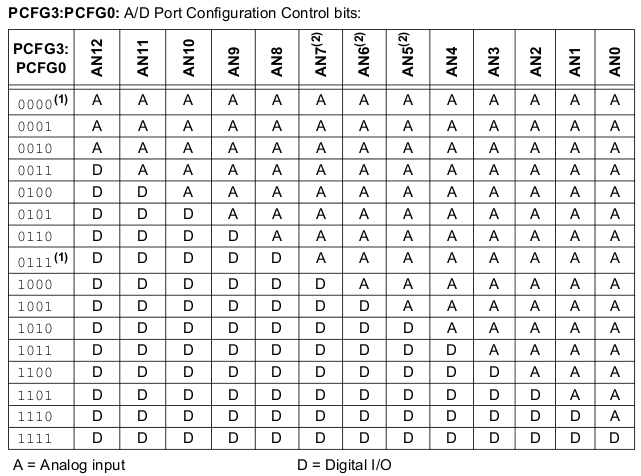 PCFG3:PCFG0: A/D Port Configuration Control bits:
PCFG3: PCFG0 AN12 AN11 AN10 AN9 AN8 AN7(2) AN6(2) AN5(2) AN4 AN3 AN2 AN1 AN0
0000(1) A A A A A A A A A A A A A
0001 A A A A A A A A A A A A A
0010 A A A A A A A A A A A A A
0011 D A A A A A A A A A A A A
0100 D D A A A A A A A A A A A
0101 D D D A A A A A A A A A A
0110 D D D D A A A A A A A A A
0111(1) D D D D D A A A A A A A A
1000 D D D D D D A A A A A A A
1001 D D D D D D D A A A A A A
1010 D D D D D D D D A A A A A
1011 D D D D D D D D D A A A A
1100 D D D D D D D D D D A A A
1101 D D D D D D D D D D D A A
1110 D D D D D D D D D D D D A
1111 D D D D D D D D D D D D D
A = Analog input D = Digital I/O